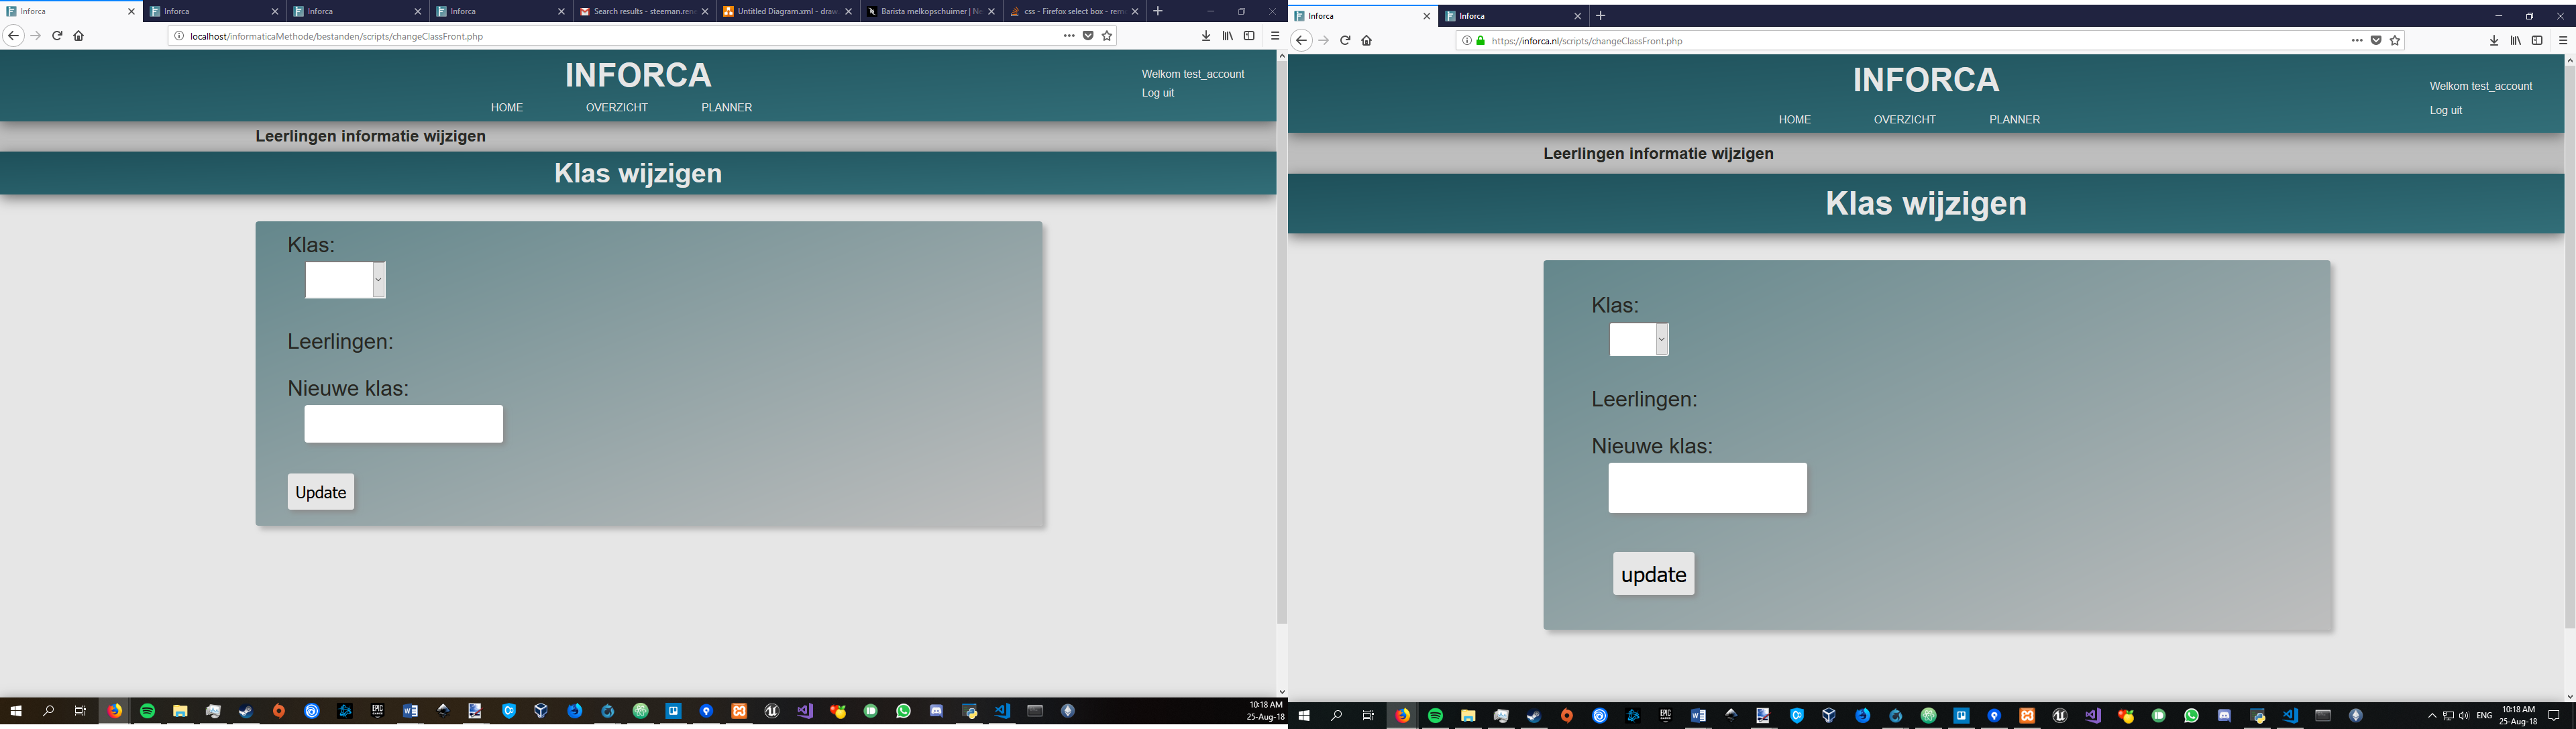 Inforca
Inforca
Inforca
Inforca
Search results - steeman.ren
Untitled Diagram.xml - draw
Barista melkopschuimer | Ne
css - Firefox select box - rem
localhost/informaticaMethode/bestanden/scripts/changeClassFront.php
INFORCA
Welkom test_account
Log uit
HOME OVERZICHT PLANNER
Leerlingen informatie wijzigen
Klas wijzigen
Klas:
Leerlingen:
Nieuwe klas:
Update
10:18 AM
25-Aug-18
Inforca
Inforca
https://inforca.nl/scripts/changeClassFront.php
INFORCA
Welkom test_account
Log uit
HOME OVERZICHT PLANNER
Leerlingen informatie wijzigen
Klas wijzigen
Klas:
Leerlingen:
Nieuwe klas:
update
ENG
10:18 AM
25-Aug-18